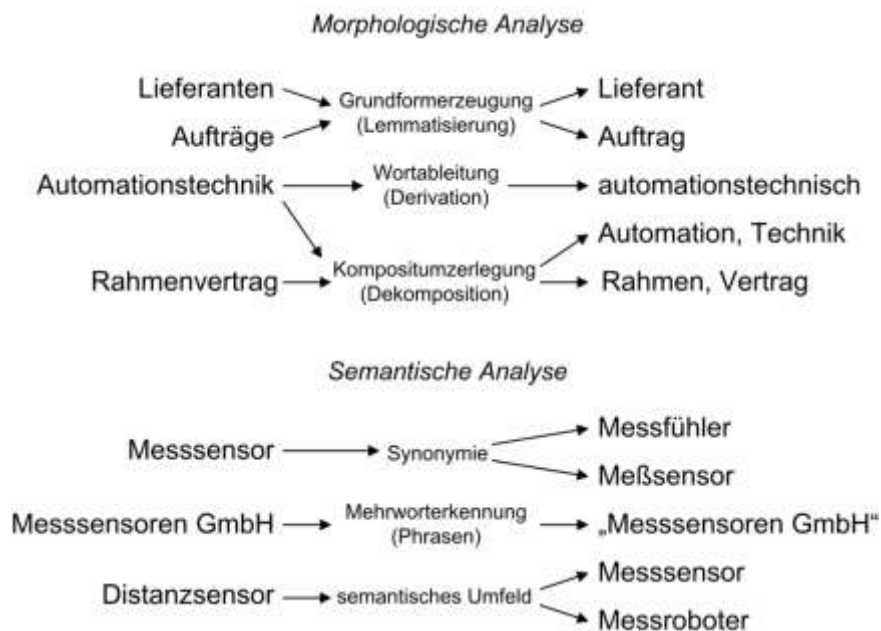 Morphologische Analyse
Lieferanten
Grundformerzeugung
(Lemmatisierung)
Lieferant
Aufträge
Auftrag
Automationstechnik
Wortableitung
(Derivation)
automationstechnisch
Automation, Technik
Rahmenvertrag
Kompositumzerlegung
(Dekomposition)
Rahmen, Vertrag
Semantische Analyse
Messsensor
Synonymie
Messfühler
Meßsensor
Messsensoren GmbH
Mehrworterkennung
(Phrasen)
„Messsensoren GmbH“
Distanzsensor
semantisches Umfeld
Messsensor
Messroboter